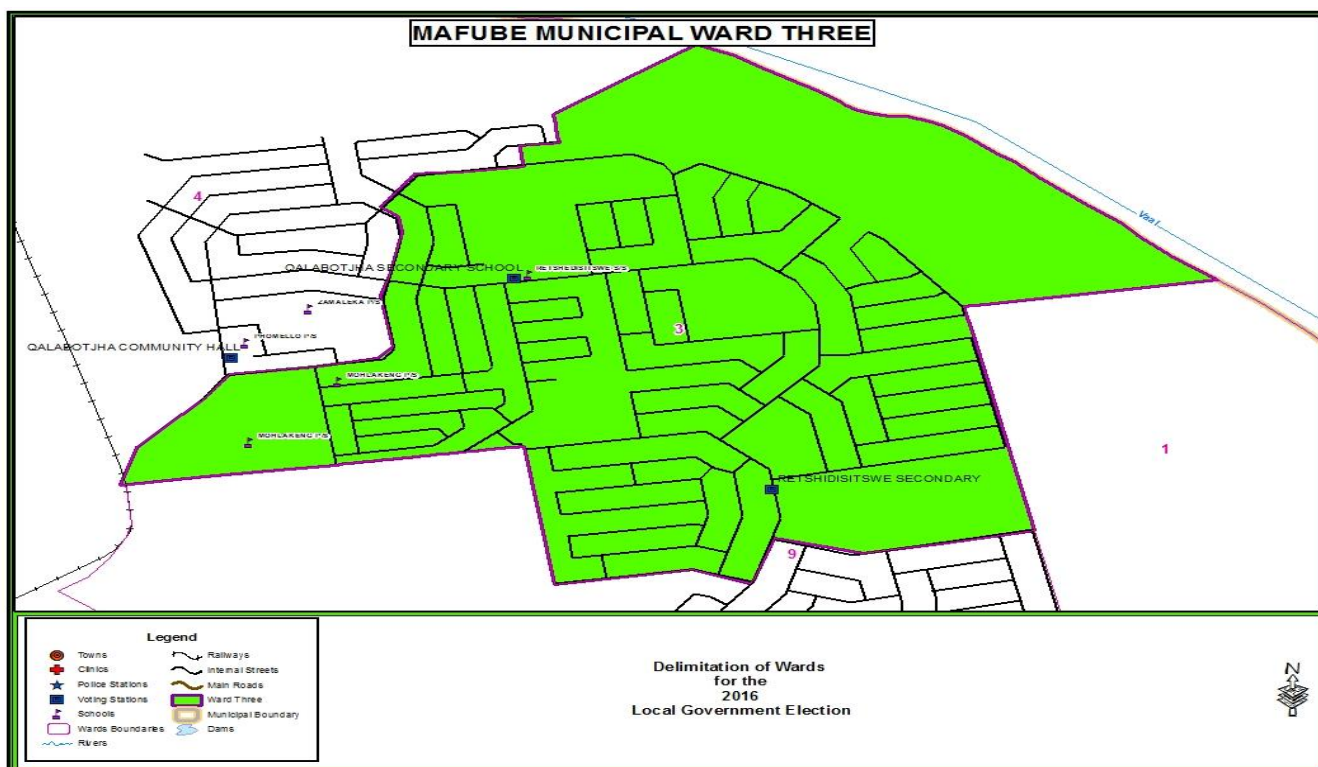 MAFUBE MUNICIPAL WARD THREE
4
Vaal
QALABOTJHA SECONDARY SCHOOL
RETSHEDISITSWE S/S
ZAMALEKA P/S
3
PHOMELLO P/S
QALABOTJHA COMMUNITY HALL
MOHLAKENG P/S
MOHLAKENG P/S
1
RETSHIDISITSWE SECONDARY
9
Legend
Towns
Clinics
Police Stations
Voting Stations
Schools
Wards Boundaries
Rivers
Railways
Internal Streets
Main Roads
Ward Three
Municipal Boundary
Dams
Delimitation of Wards
for the
2016
Local Government Election
N